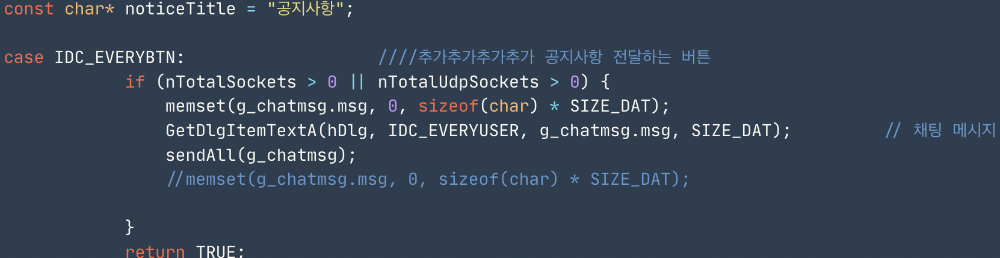 const char* noticeTitle = "공지사항";
case IDC_EVERYBTN: ////추가추가추가추가 공지사항 전달하는 버튼
if (nTotalSockets > 0 || nTotalUdpSockets > 0) {
memset(g_chatmsg.msg, 0, sizeof(char) * SIZE_DAT);
GetDlgItemTextA(hDlg, IDC_EVERYUSER, g_chatmsg.msg, SIZE_DAT); // 채팅 메시지
sendAll(g_chatmsg);
//memset(g_chatmsg.msg, 0, sizeof(char) * SIZE_DAT);
}
return TRUE;